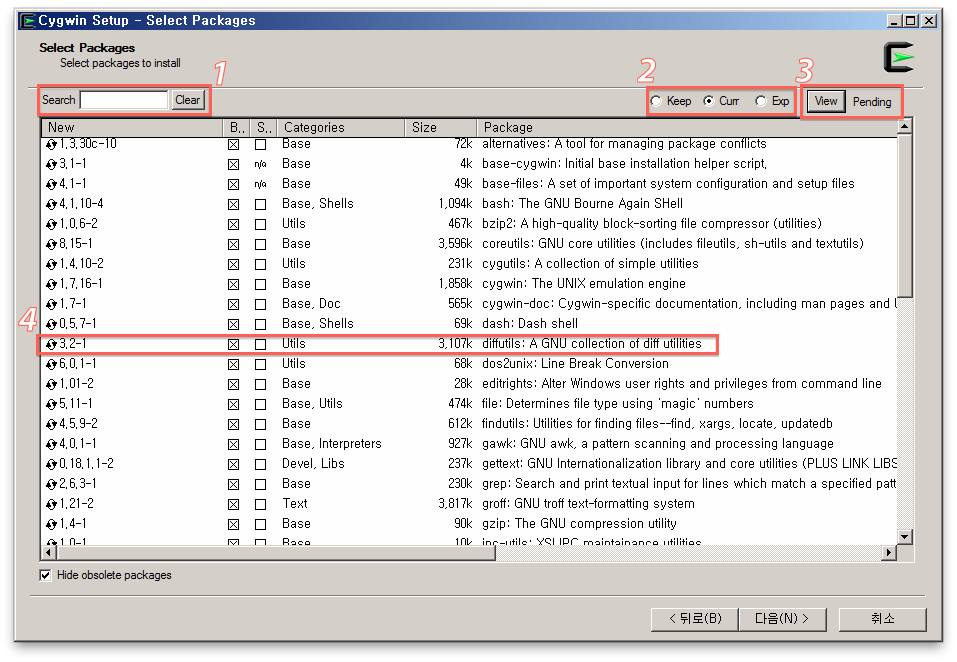 Cygwin Setup - Select Packages
Select Packages
Select packages to install
1
2
3
Search Clear Keep Curr Exp View Pending
New B.. S.. Categories Size Package
1.3.30c-10 Base 72k alternatives: A tool for managing package conflicts
3.1-1 n/a Base 4k base-cygwin: Initial base installation helper script.
4.1-1 n/a Base 49k base-files: A set of important system configuration and setup files
4.1.10-4 Base, Shells 1,094k bash: The GNU Bourne Again SHell
1.0.6-2 Utils 467k bzip2: A high-quality block-sorting file compressor (utilities)
8.15-1 Base 3,596k coreutils: GNU core utilities (includes fileutils, sh-utils and textutils)
1.4.10-2 Utils 231k cygutils: A collection of simple utilities
1.7.16-1 Base 1,858k cygwin: The UNIX emulation engine
1.7-1 Base, Doc 565k cygwin-doc: Cygwin-specific documentation, including man pages and U
0.5.7-1 Base, Shells 69k dash: Dash shell
4
3.2-1 Utils 3,107k diffutils: A GNU collection of diff utilities
6.0.1-1 Utils 68k dos2unix: Line Break Conversion
1.01-2 Base 28k editrights: Alter Windows user rights and privileges from command line
5.11-1 Base, Utils 474k file: Determines file type using 'magic' numbers
4.5.9-2 Base 612k findutils: Utilities for finding files--find, xargs, locate, updatedb
4.0.1-1 Base, Interpreters 927k gawk: GNU awk, a pattern scanning and processing language
0.18.1.1-2 Devel, Libs 237k gettext: GNU Internationalization library and core utilities (PLUS LINK LIBS
2.6.3-1 Base 230k grep: Search and print textual input for lines which match a specified patt
1.21-2 Text 3,817k groff: GNU troff text-formatting system
1.4-1 Base 90k gzip: The GNU compression utility
1.0-1 Base 10k ipc-utils: XSI IPC maintainance utilities
Hide obsolete packages
< 뒤로(B) 다음(N) > 취소